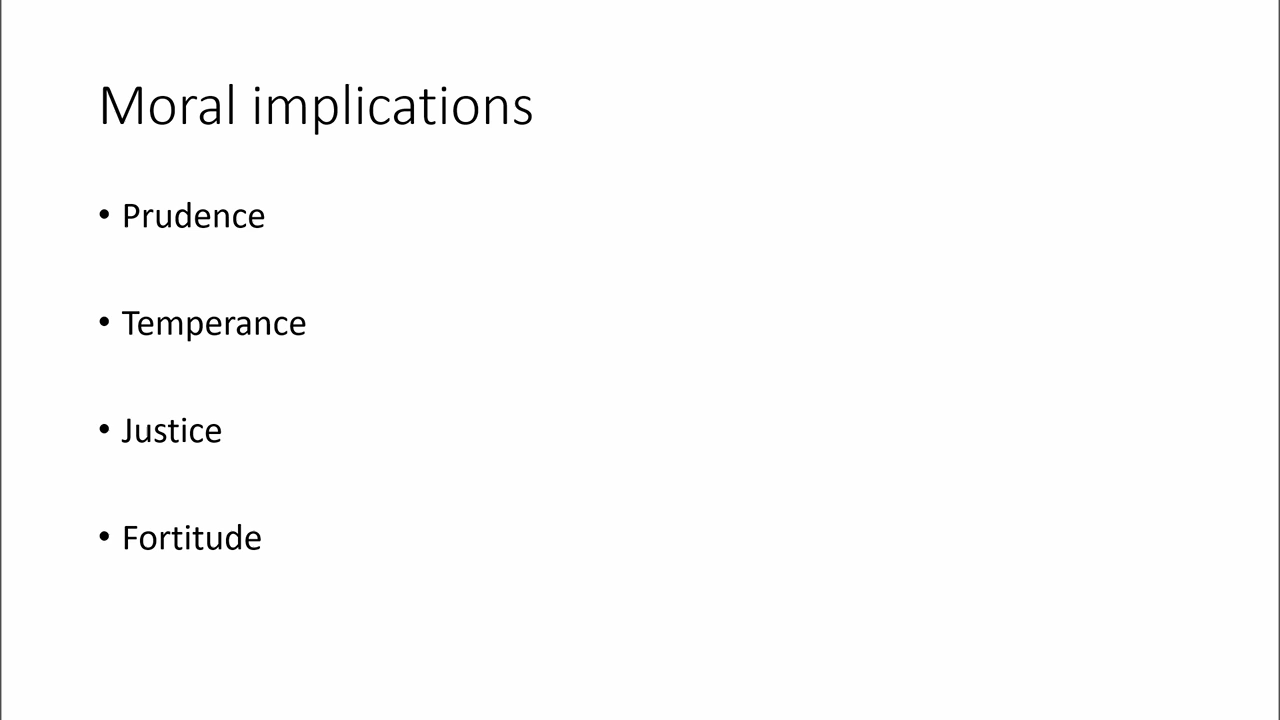 Moral implications
• Prudence
• Temperance
• Justice
• Fortitude